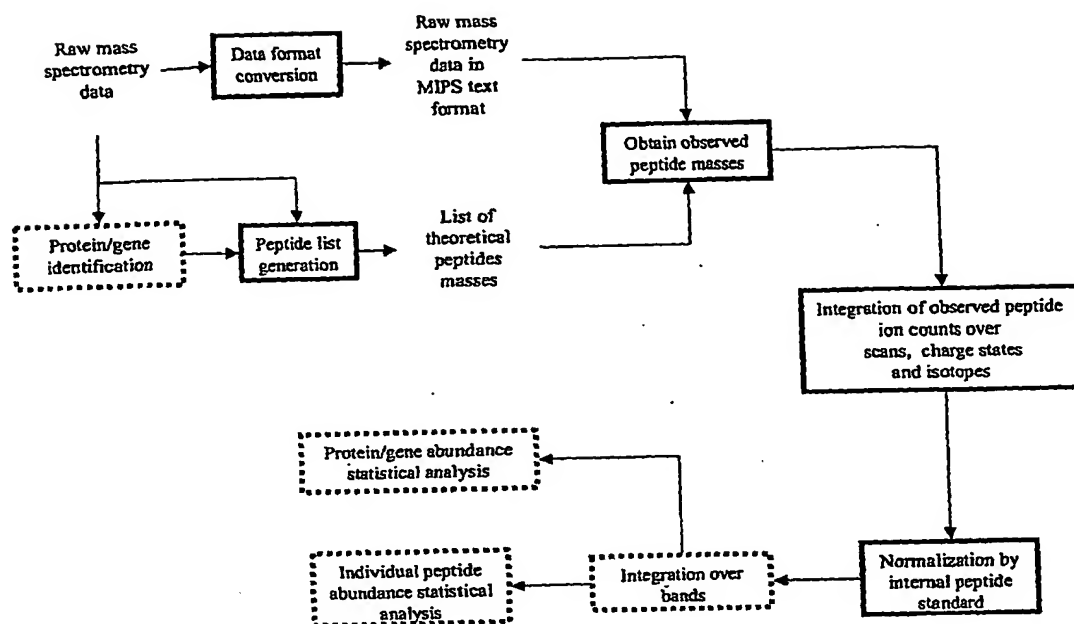 Raw mass
spectrometry
data
Data format
conversion
Raw mass
spectrometry
data in
MIPS text
format
Obtain observed
peptide masses
Protein/gene
identification
Peptide list
generation
List of
theoretical
peptides
masses
Integration of observed peptide
ion counts over
scans, charge states
and isotopes
Protein/gene abundance
statistical analysis
Individual peptide
abundance statistical
analysis
Integration over
bands
Normalization by
internal peptide
standard